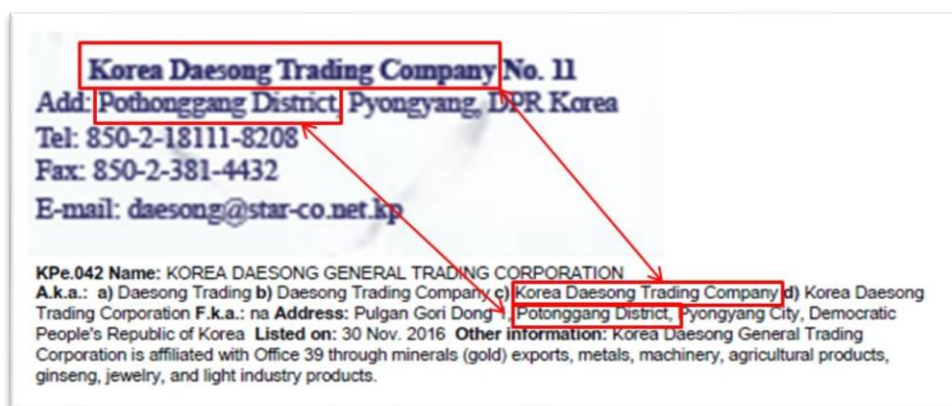 Korea Daesong Trading Company No. 11
Add: Pothonggang District, Pyongyang, DPR Korea
Tel: 850-2-18111-8208
Fax: 850-2-381-4432
E-mail: daesong@star-co.net.kp
KPe.042 Name: KOREA DAESONG GENERAL TRADING CORPORATION
A.k.a.: a) Daesong Trading b) Daesong Trading Company c) Korea Daesong Trading Company d) Korea Daesong
Trading Corporation F.k.a.: na Address: Pulgan Gori Dong 1, Potonggang District, Pyongyang City, Democratic
People's Republic of Korea Listed on: 30 Nov. 2016 Other information: Korea Daesong General Trading
Corporation is affiliated with Office 39 through minerals (gold) exports, metals, machinery, agricultural products,
ginseng, jewelry, and light industry products.